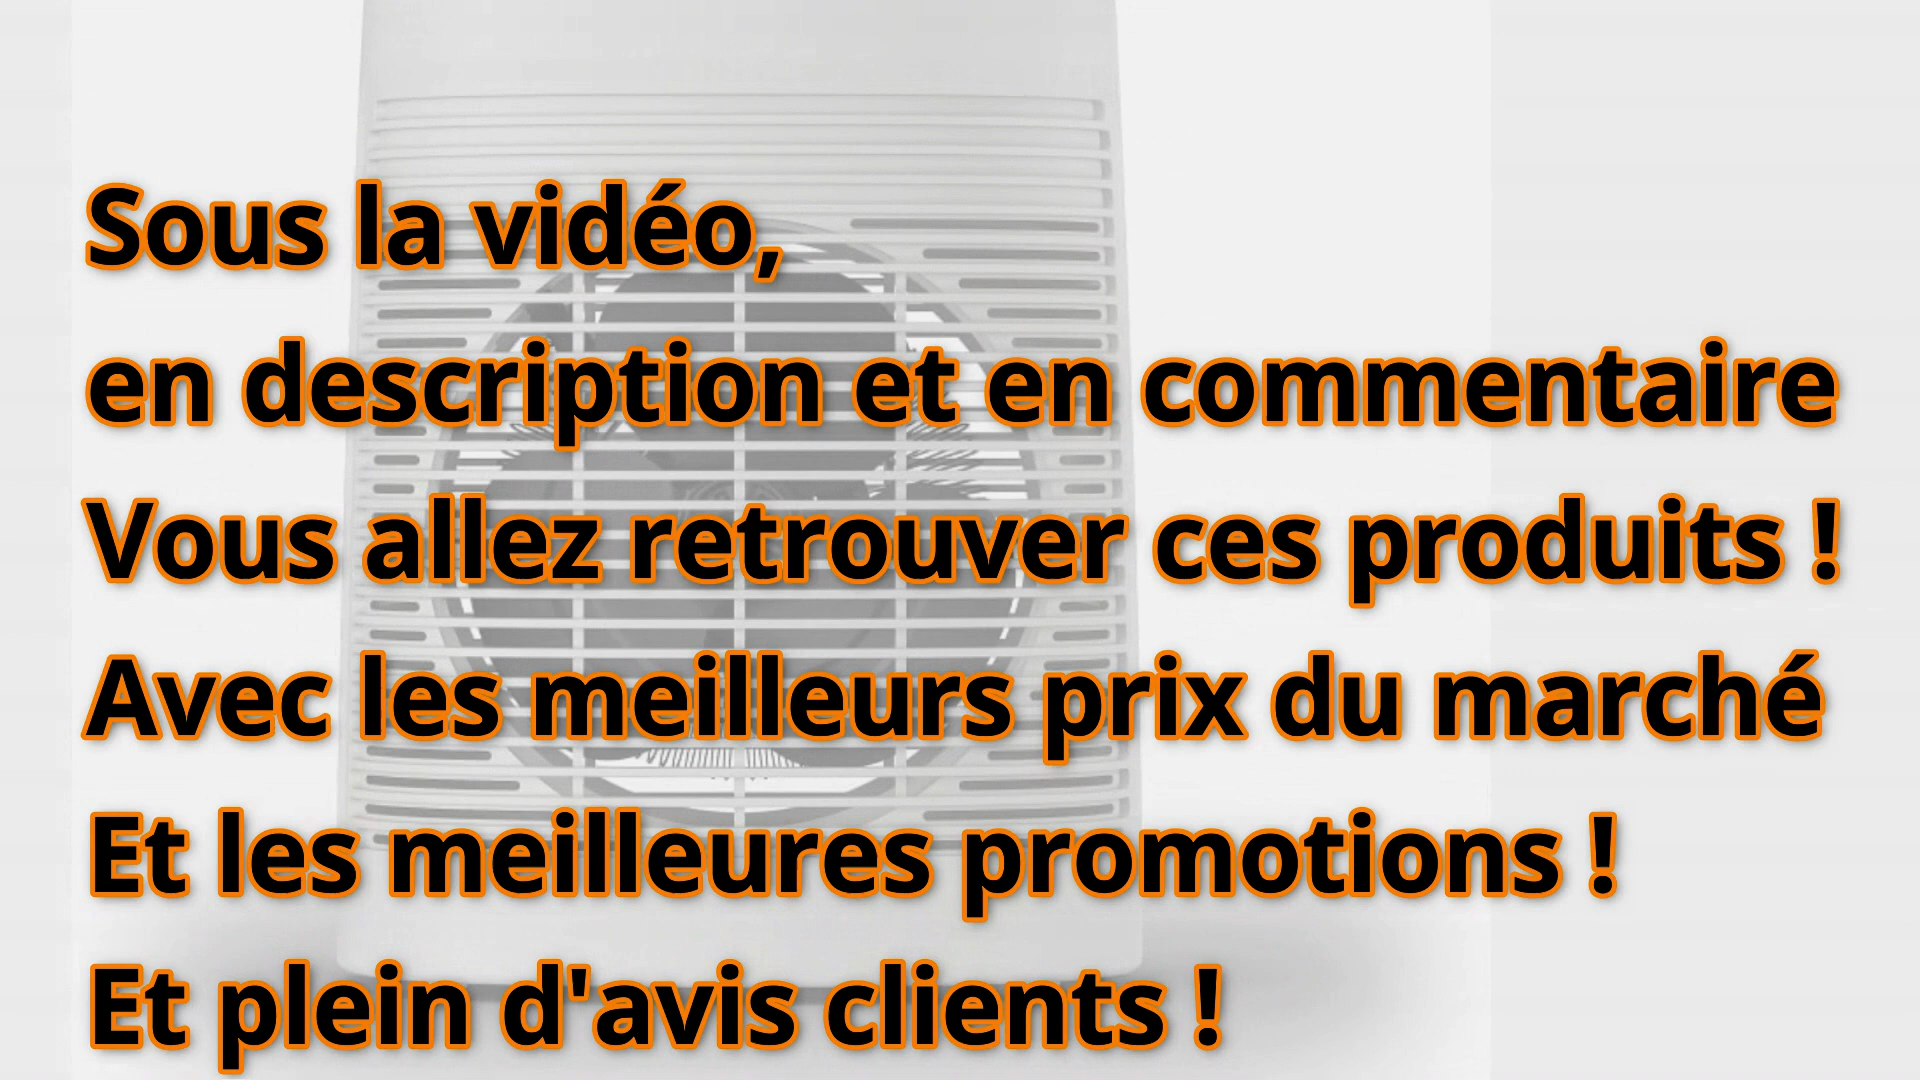 Sous la vidéo,
en description et en commentaire
Vous allez retrouver ces produits !
Avec les meilleurs prix du marché
Et les meilleures promotions !
Et plein d'avis clients !